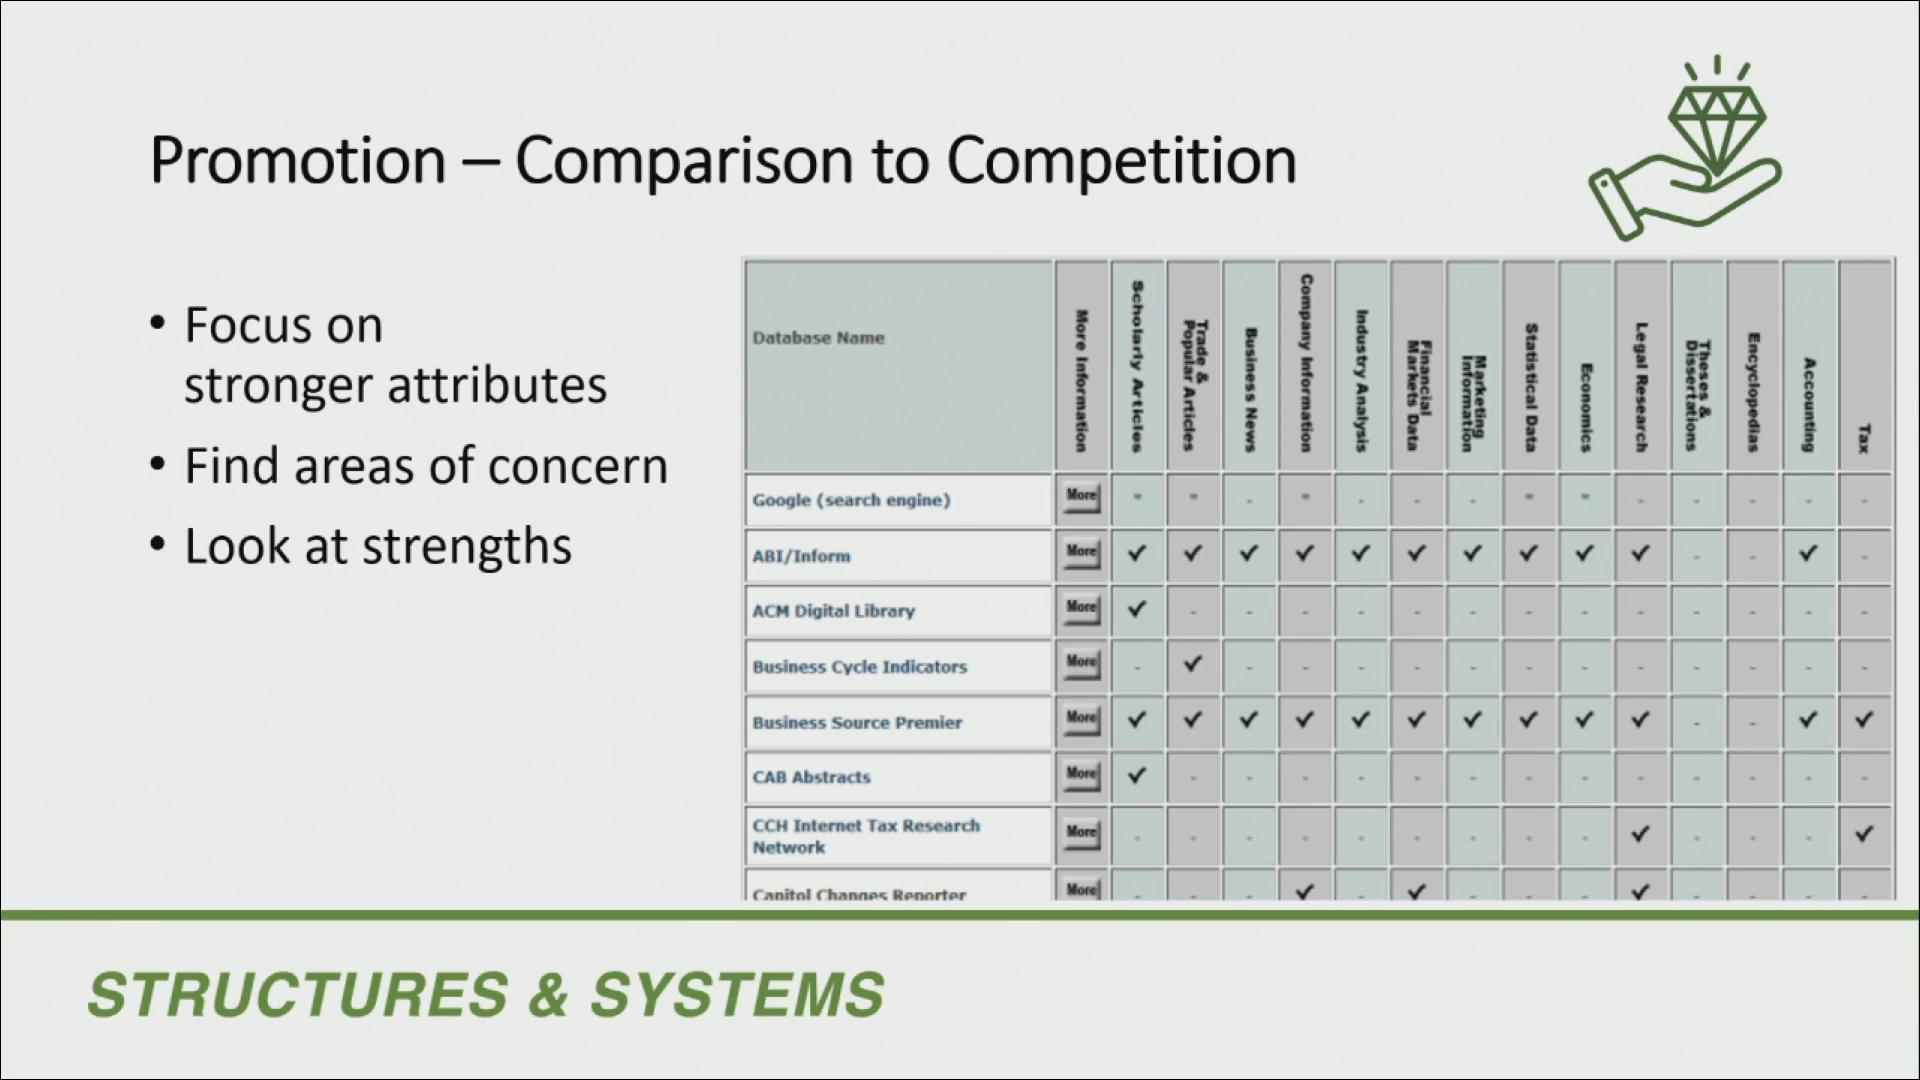 Promotion – Comparison to Competition
• Focus on
stronger attributes
• Find areas of concern
• Look at strengths
Database Name
More Information
Scholarly Articles
Trade &
Popular Articles
Business News
Company Information
Industry Analysis
Financial
Markets Data
Marketing
Information
Statistical Data
Economics
Legal Research
Theses &
Dissertations
Encyclopedias
Accounting
Tax
Google (search engine) More * * - * - - - * * - - - - -
ABI/Inform More ✓ ✓ ✓ ✓ ✓ ✓ ✓ ✓ ✓ ✓ - - ✓ -
ACM Digital Library More ✓ - - - - - - - - - - - - -
Business Cycle Indicators More - ✓ - - - - - - - - - - - -
Business Source Premier More ✓ ✓ ✓ ✓ ✓ ✓ ✓ ✓ ✓ ✓ - - ✓ ✓
CAB Abstracts More ✓ - - - - - - - - - - - - -
CCH Internet Tax Research
Network More - - - - - - - - - ✓ - - - ✓
Capitol Changes Reporter More - - - ✓ - ✓ - - - ✓ - - - -
STRUCTURES & SYSTEMS